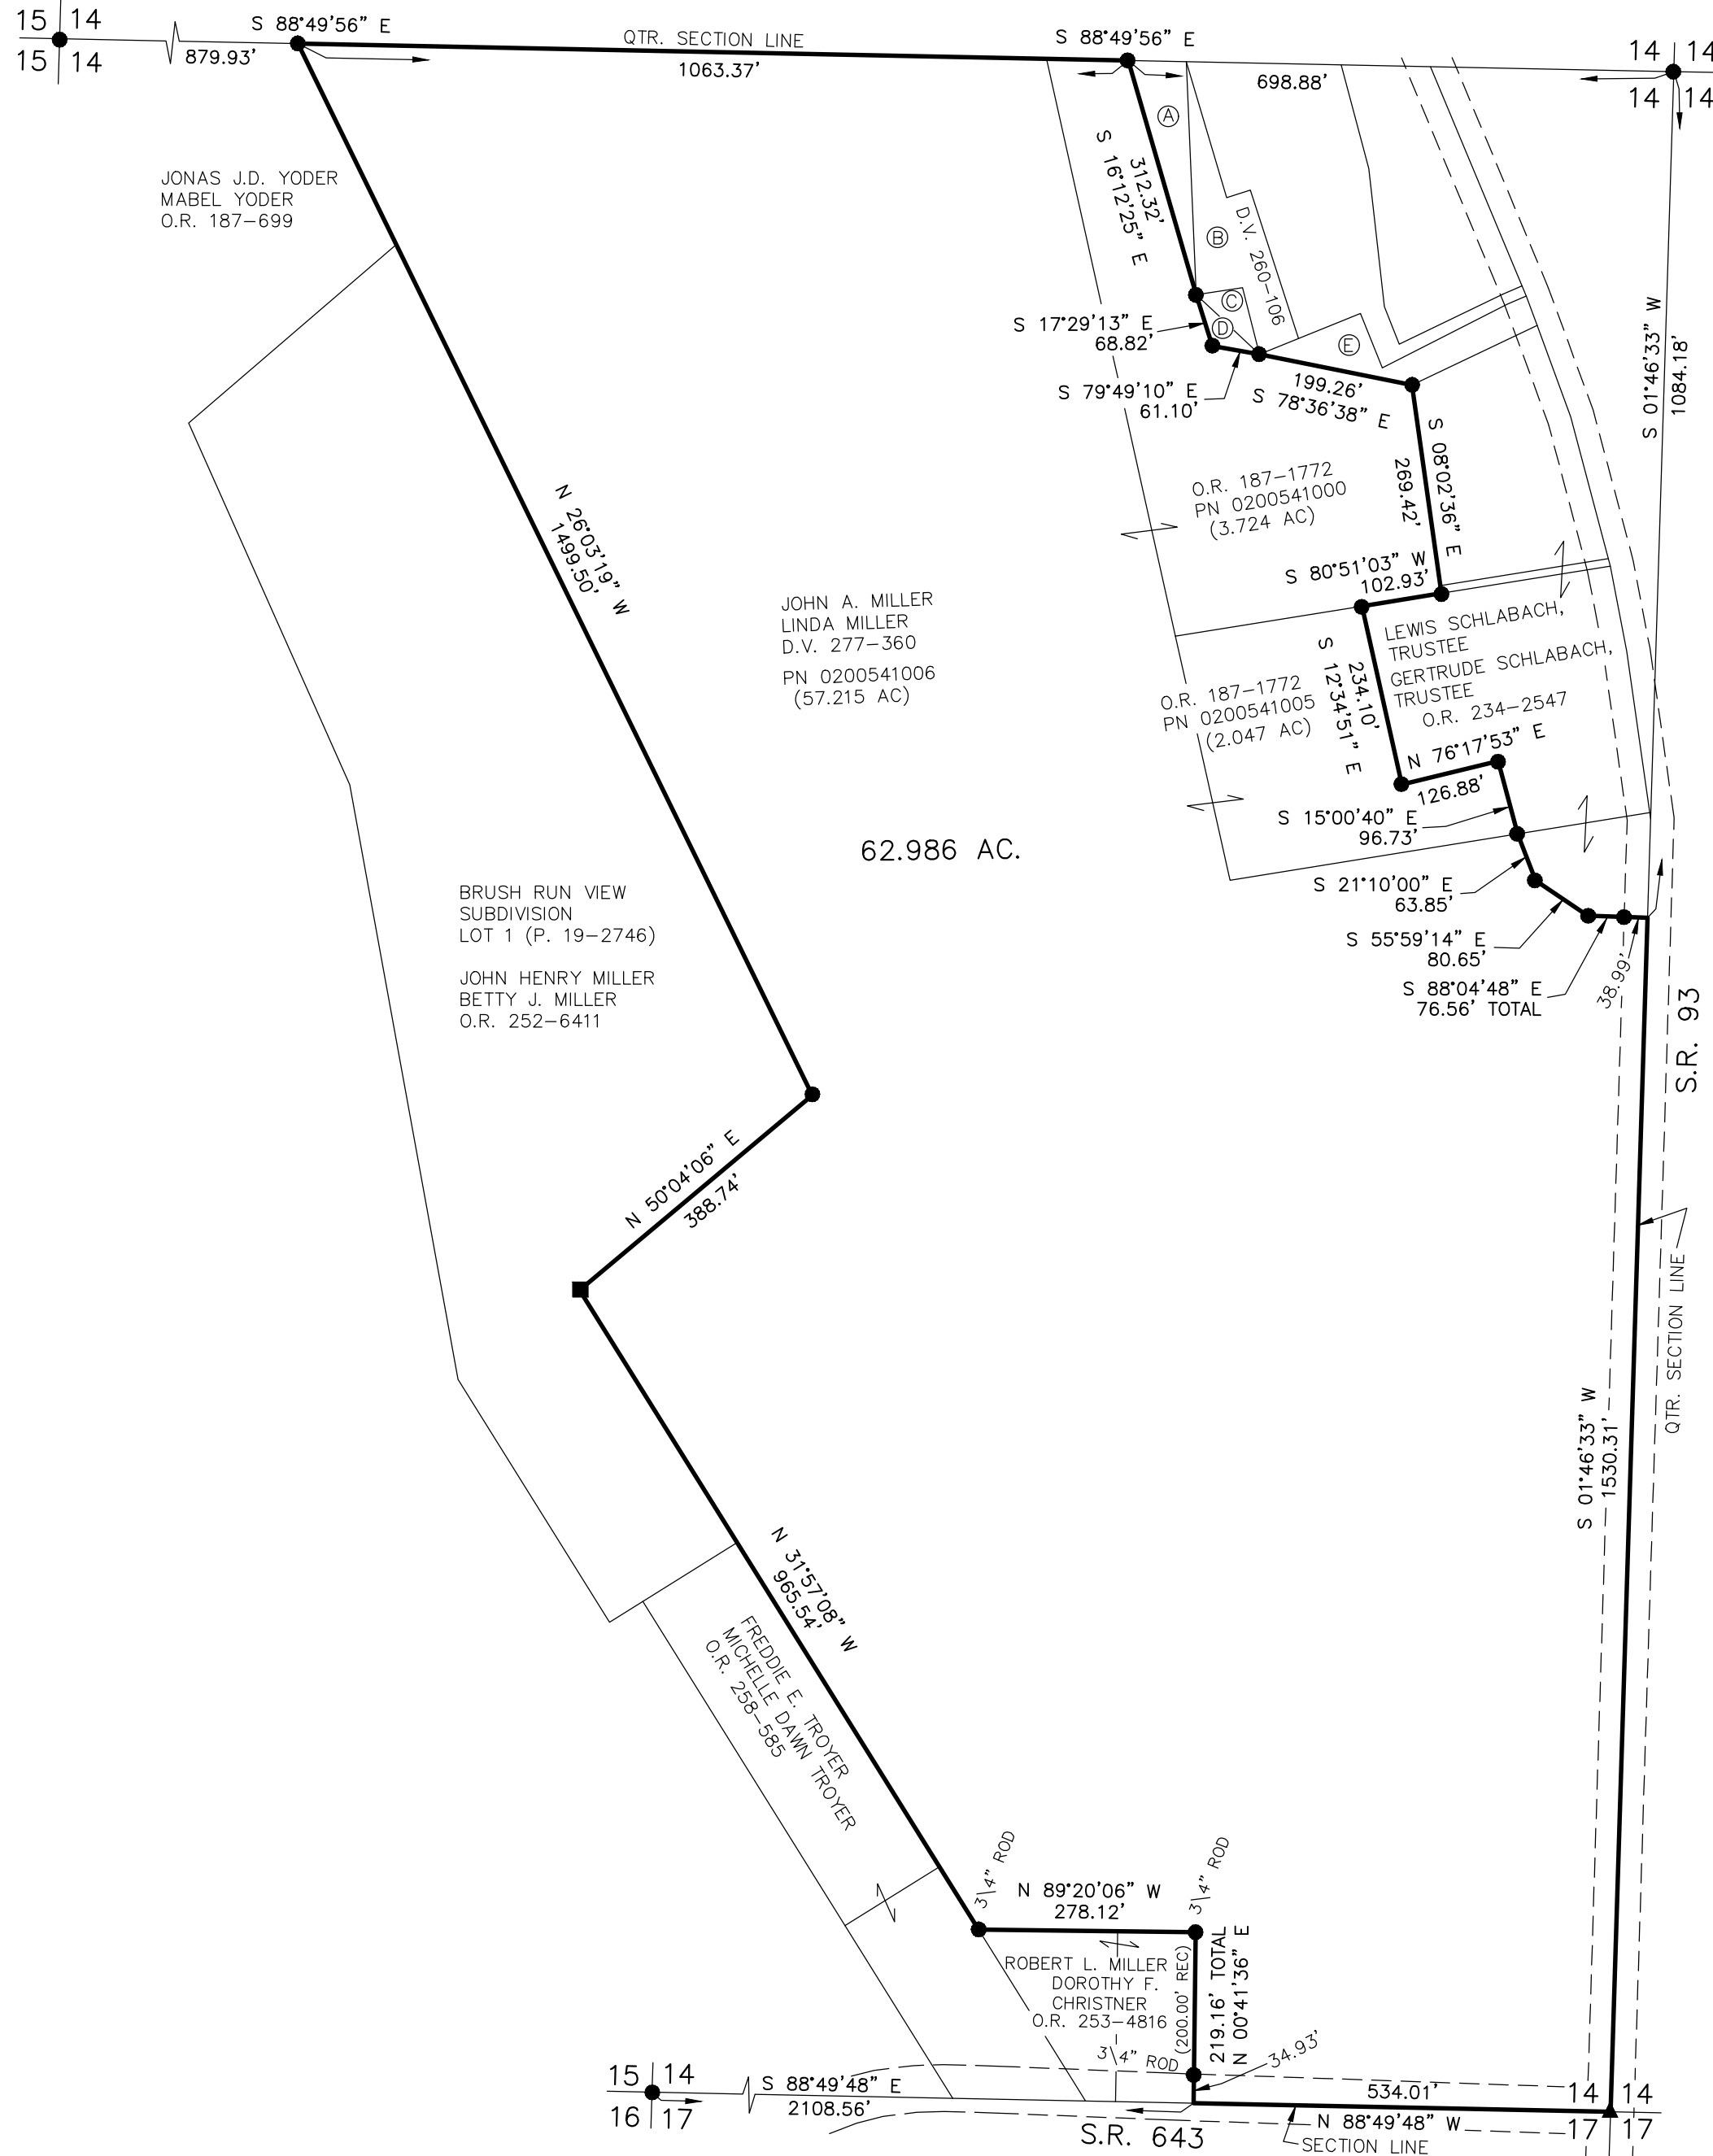 15 14
15 14
879.93'
S 88°49'56" E
QTR. SECTION LINE
1063.37'
S 88°49'56" E
698.88'
14 14
14 14
JONAS J.D. YODER
MABEL YODER
O.R. 187-699
A
312.32'
S 16°12'25" E
B
D.V. 260-106
C
D
E
S 17°29'13" E
68.82'
S 79°49'10" E
61.10'
199.26'
S 78°36'38" E
S 01°46'33" W
1084.18'
S 08°02'36" E
269.42'
O.R. 187-1772
PN 0200541000
(3.724 AC)
N 26°03'19" W
1499.50'
S 80°51'03" W
102.93'
JOHN A. MILLER
LINDA MILLER
D.V. 277-360
PN 0200541006
(57.215 AC)
LEWIS SCHLABACH,
TRUSTEE
GERTRUDE SCHLABACH,
TRUSTEE
O.R. 234-2547
234.10'
S 12°34'51" E
O.R. 187-1772
PN 0200541005
(2.047 AC)
N 76°17'53" E
126.88'
S 15°00'40" E
96.73'
62.986 AC.
S 21°10'00" E
63.85'
BRUSH RUN VIEW
SUBDIVISION
LOT 1 (P. 19-2746)
JOHN HENRY MILLER
BETTY J. MILLER
O.R. 252-6411
S 55°59'14" E
80.65'
S 88°04'48" E
76.56' TOTAL
38.99'
S.R. 93
N 50°04'06" E
388.74'
QTR. SECTION LINE
S 01°46'33" W
1530.31'
N 31°57'08" W
965.54'
FREDDIE E. TROYER
MICHELLE DAWN TROYER
O.R. 258-585
3\4" ROD
N 89°20'06" W
278.12'
3\4" ROD
ROBERT L. MILLER
DOROTHY F.
CHRISTNER
O.R. 253-4816
(200.00' REC)
219.16' TOTAL
N 00°41'36" E
3\4" ROD
34.93'
15 14
16 17
S 88°49'48" E
2108.56'
534.01'
14 14
17 17
N 88°49'48" W
S.R. 643
SECTION LINE